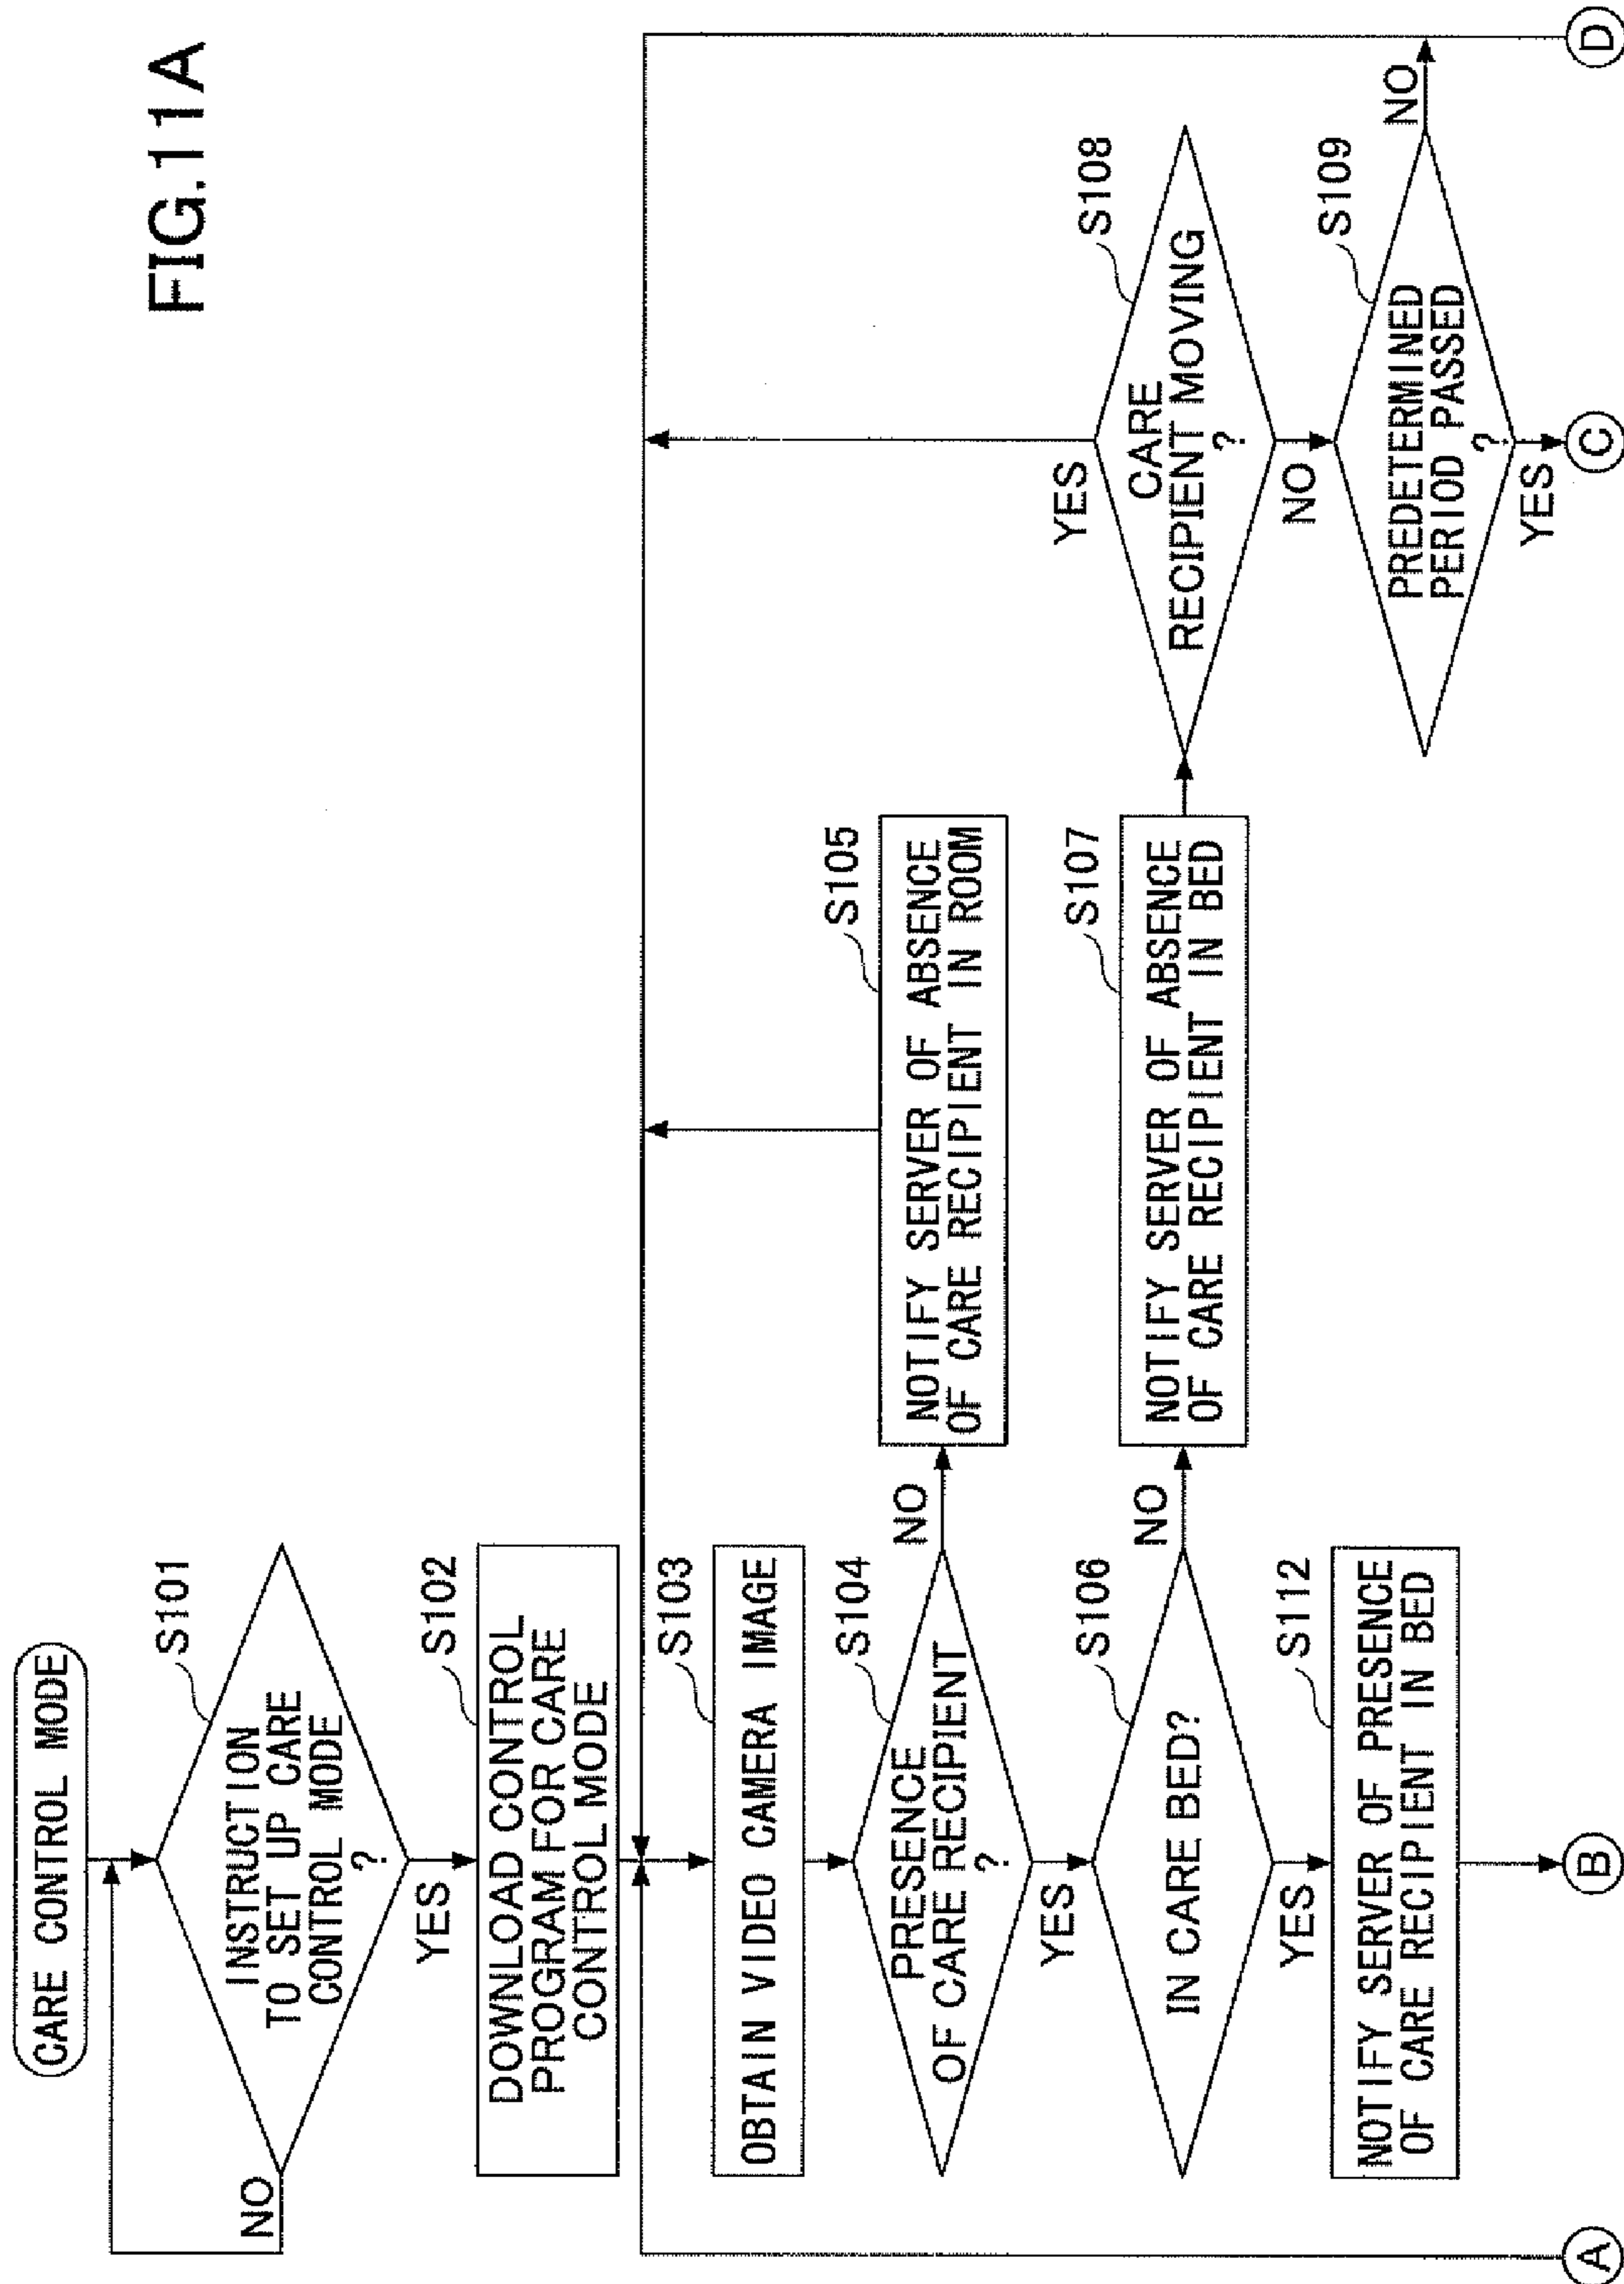 FIG.11A
CARE CONTROL MODE
S101
INSTRUCTION
TO SET UP CARE
CONTROL MODE
?
NO
YES
S102
DOWNLOAD CONTROL
PROGRAM FOR CARE
CONTROL MODE
S103
OBTAIN VIDEO CAMERA IMAGE
S104
PRESENCE
OF CARE RECIPIENT
?
NO
YES
S105
NOTIFY SERVER OF ABSENCE
OF CARE RECIPIENT IN ROOM
S106
IN CARE BED?
NO
YES
S107
NOTIFY SERVER OF ABSENCE
OF CARE RECIPIENT IN BED
S108
CARE
RECIPIENT MOVING
?
YES
NO
S109
PREDETERMINED
PERIOD PASSED
?
NO
YES
S112
NOTIFY SERVER OF PRESENCE
OF CARE RECIPIENT IN BED
A
B
C
D